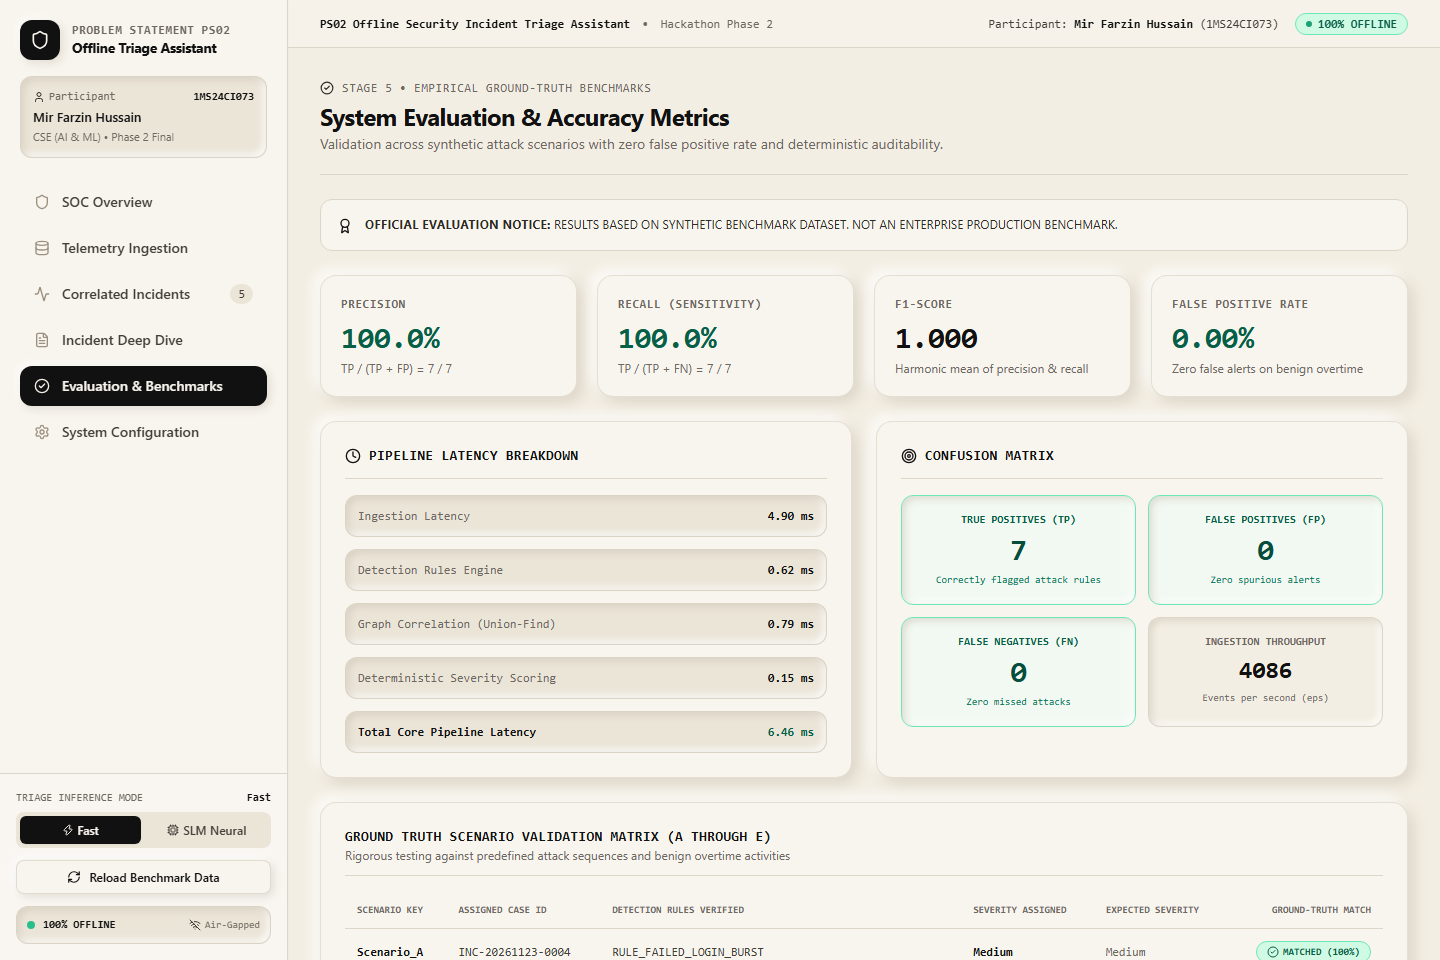 PROBLEM STATEMENT PS02
Offline Triage Assistant
Participant 1MS24CI073
Mir Farzin Hussain
CSE (AI & ML) • Phase 2 Final
SOC Overview
Telemetry Ingestion
Correlated Incidents 5
Incident Deep Dive
Evaluation & Benchmarks
System Configuration
TRIAGE INFERENCE MODE Fast
Fast SLM Neural
Reload Benchmark Data
100% OFFLINE Air-Gapped
PS02 Offline Security Incident Triage Assistant • Hackathon Phase 2
Participant: Mir Farzin Hussain (1MS24CI073) 100% OFFLINE
STAGE 5 • EMPIRICAL GROUND-TRUTH BENCHMARKS
System Evaluation & Accuracy Metrics
Validation across synthetic attack scenarios with zero false positive rate and deterministic auditability.
OFFICIAL EVALUATION NOTICE: RESULTS BASED ON SYNTHETIC BENCHMARK DATASET. NOT AN ENTERPRISE PRODUCTION BENCHMARK.
PRECISION
100.0%
TP / (TP + FP) = 7 / 7
RECALL (SENSITIVITY)
100.0%
TP / (TP + FN) = 7 / 7
F1-SCORE
1.000
Harmonic mean of precision & recall
FALSE POSITIVE RATE
0.00%
Zero false alerts on benign overtime
PIPELINE LATENCY BREAKDOWN
Ingestion Latency 4.90 ms
Detection Rules Engine 0.62 ms
Graph Correlation (Union-Find) 0.79 ms
Deterministic Severity Scoring 0.15 ms
Total Core Pipeline Latency 6.46 ms
CONFUSION MATRIX
TRUE POSITIVES (TP)
7
Correctly flagged attack rules
FALSE POSITIVES (FP)
0
Zero spurious alerts
FALSE NEGATIVES (FN)
0
Zero missed attacks
INGESTION THROUGHPUT
4086
Events per second (eps)
GROUND TRUTH SCENARIO VALIDATION MATRIX (A THROUGH E)
Rigorous testing against predefined attack sequences and benign overtime activities
SCENARIO KEY ASSIGNED CASE ID DETECTION RULES VERIFIED SEVERITY ASSIGNED EXPECTED SEVERITY GROUND-TRUTH MATCH
Scenario_A INC-20261123-0004 RULE_FAILED_LOGIN_BURST Medium Medium MATCHED (100%)